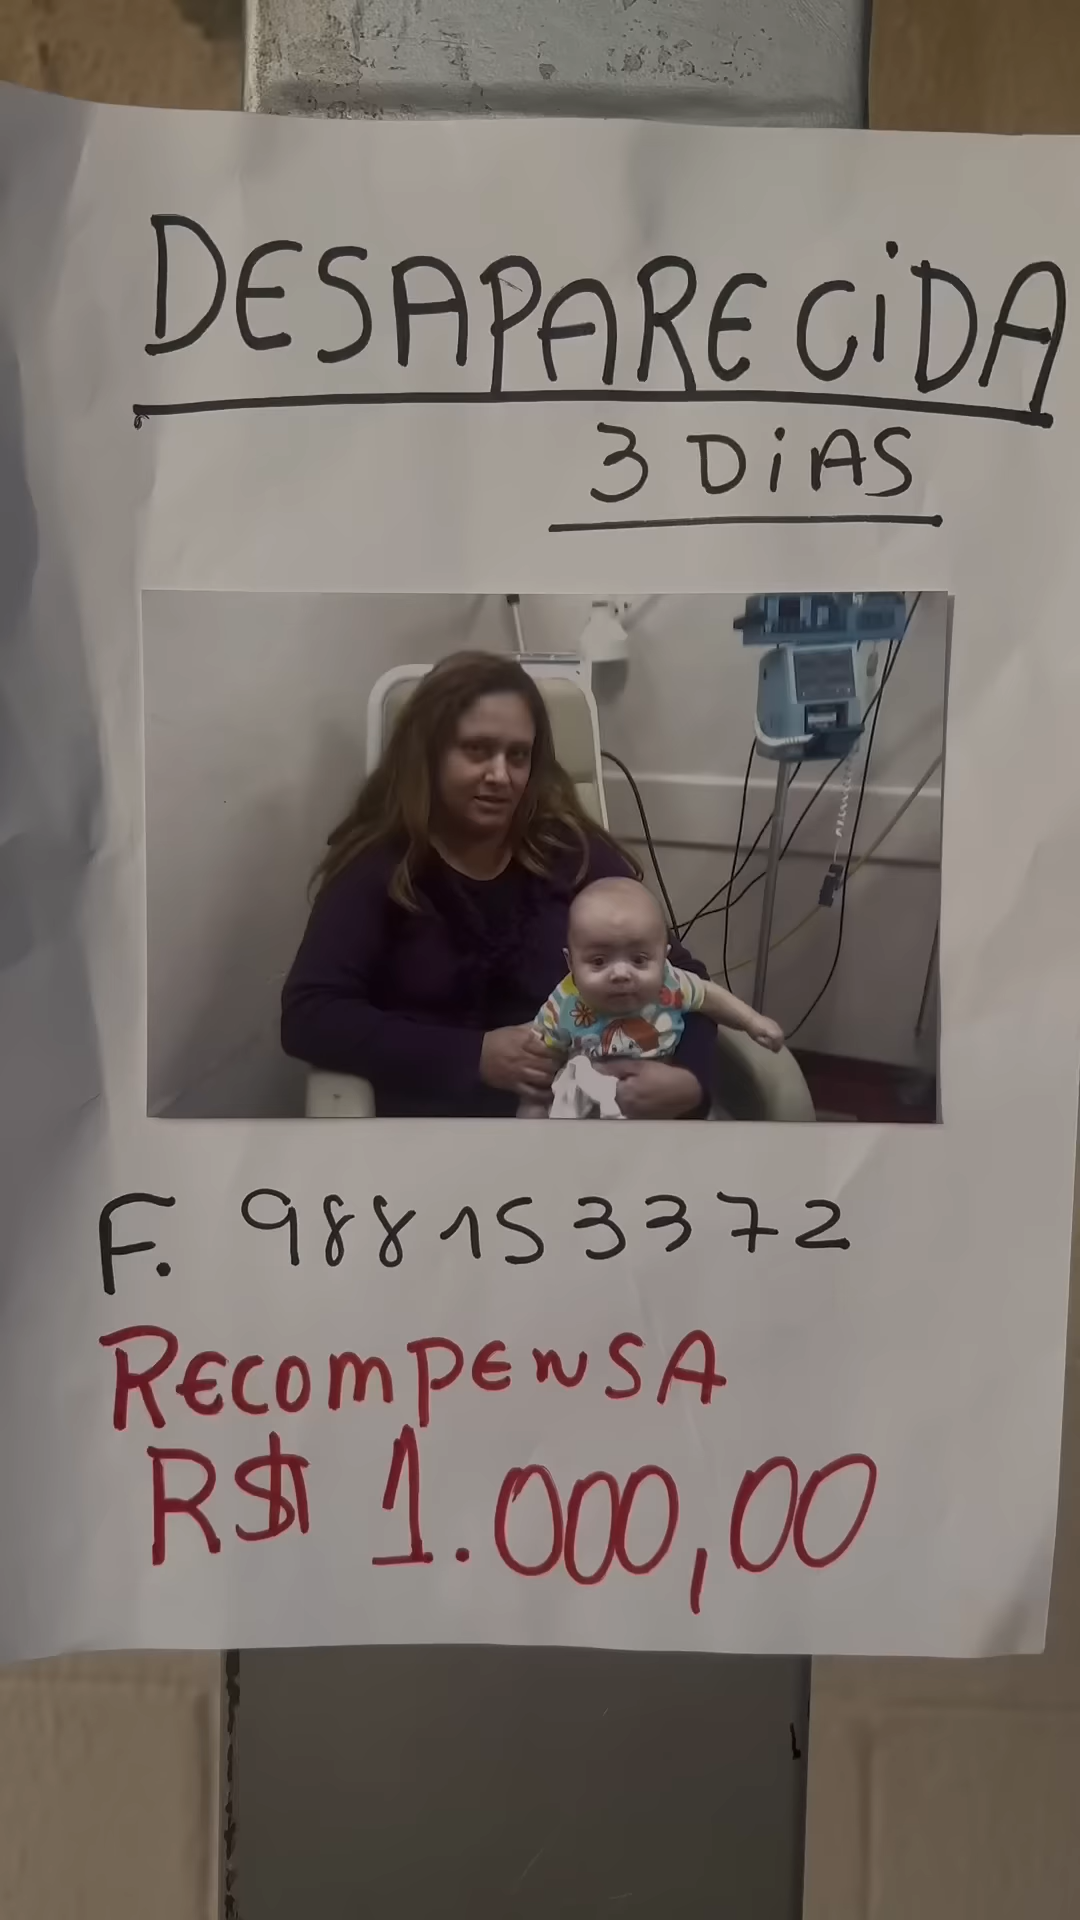 DESAPARECIDA
3 DiAS
F. 988153372
RECOMPENSA
R$ 1.000,00